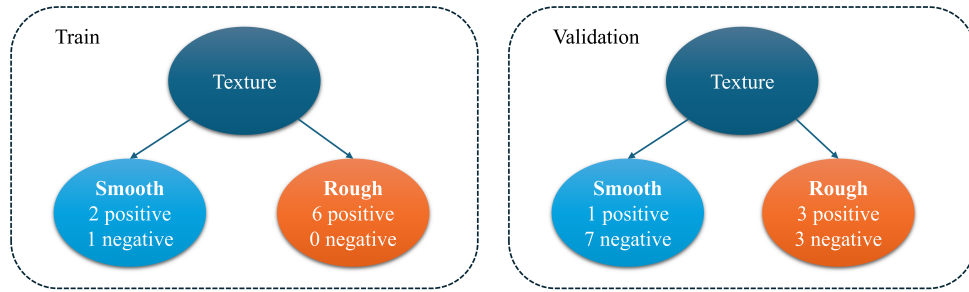 Train
Texture
Smooth
2 positive
1 negative
Rough
6 positive
0 negative
Validation
Texture
Smooth
1 positive
7 negative
Rough
3 positive
3 negative